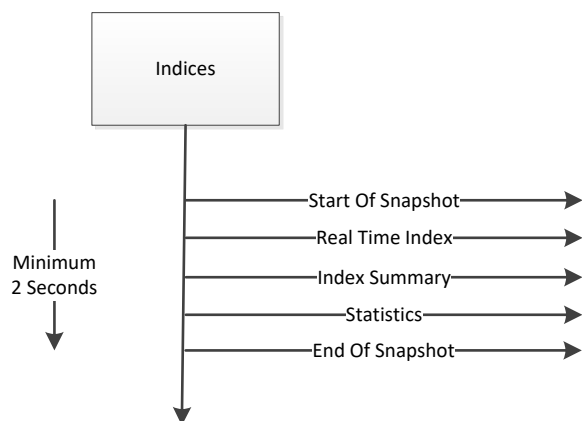 Indices
Start Of Snapshot
Real Time Index
Minimum
2 Seconds
Index Summary
Statistics
End Of Snapshot